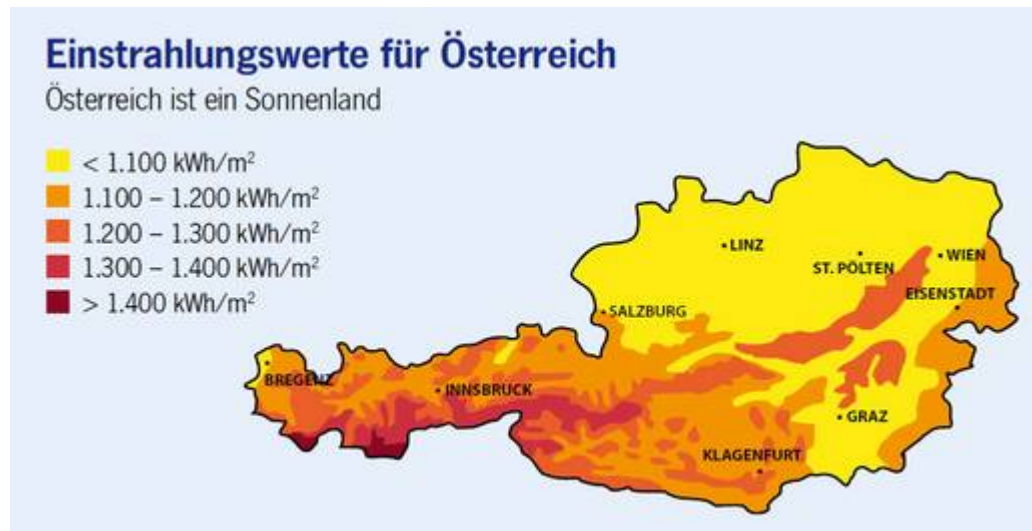 Einstrahlungswerte für Österreich
Österreich ist ein Sonnenland
< 1.100 kWh/m²
1.100 – 1.200 kWh/m²
1.200 – 1.300 kWh/m²
1.300 – 1.400 kWh/m²
> 1.400 kWh/m²
LINZ
ST. PÖLTEN
WIEN
EISENSTADT
SALZBURG
BREGENZ
INNSBRUCK
GRAZ
KLAGENFURT